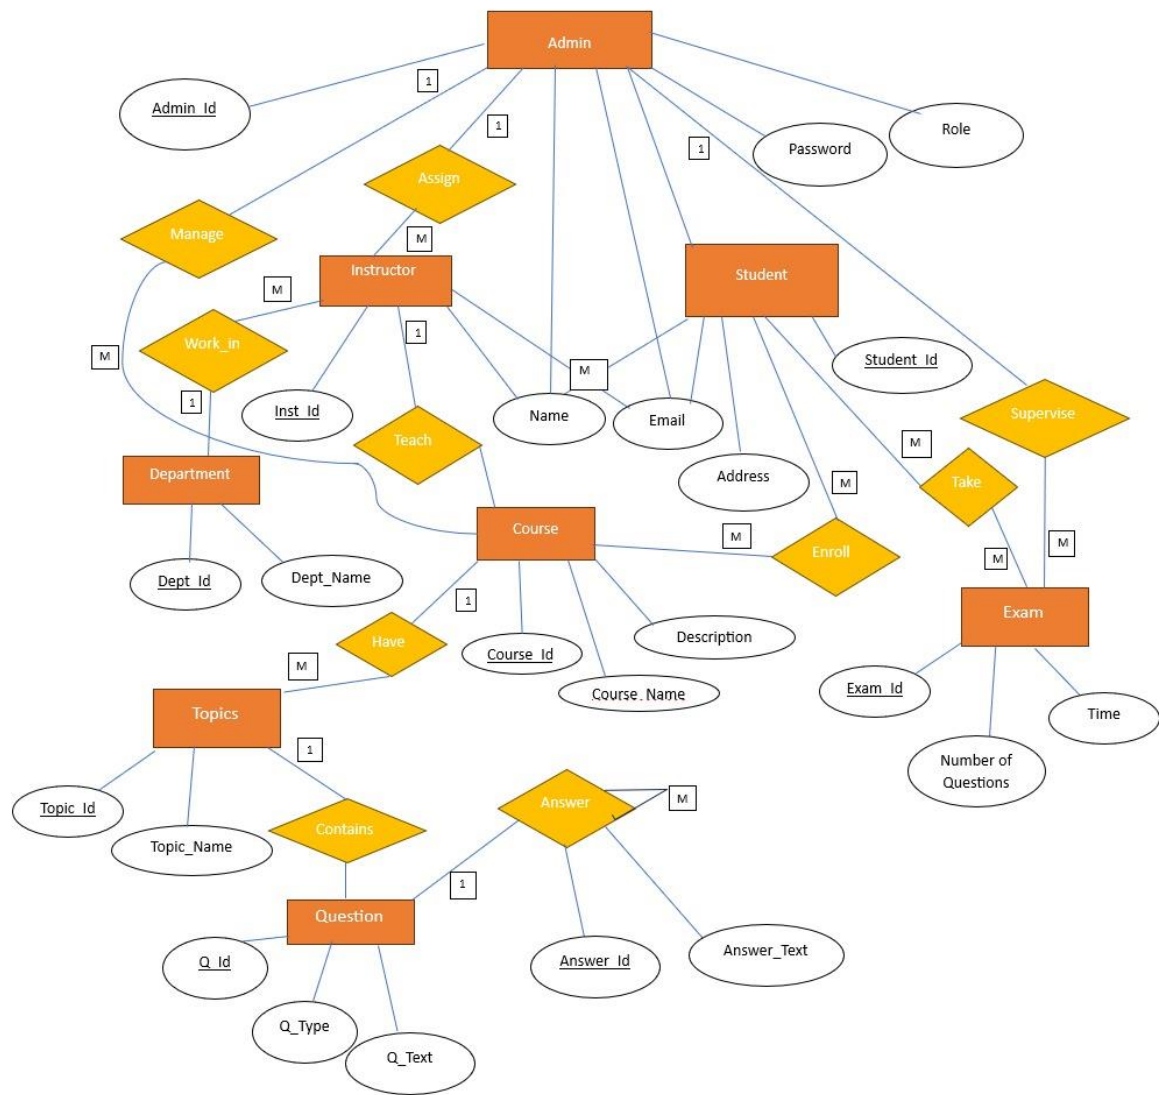 Admin
1
Admin_Id
1
Role
Password
1
Assign
Manage
M
Instructor
Student
M
1
Work_in
M
Student_Id
M
1
Inst_Id
Name
Email
Supervise
Teach
M
Department
Address
Take
M
Course
M
Enroll
M
M
Dept_Id
Dept_Name
1
Have
Course_Id
Description
Exam
M
Course_Name
Exam_Id
Time
Topics
1
Number of
Questions
Topic_Id
Topic_Name
Contains
Answer
M
1
Question
Q_Id
Answer_Id
Answer_Text
Q_Type
Q_Text